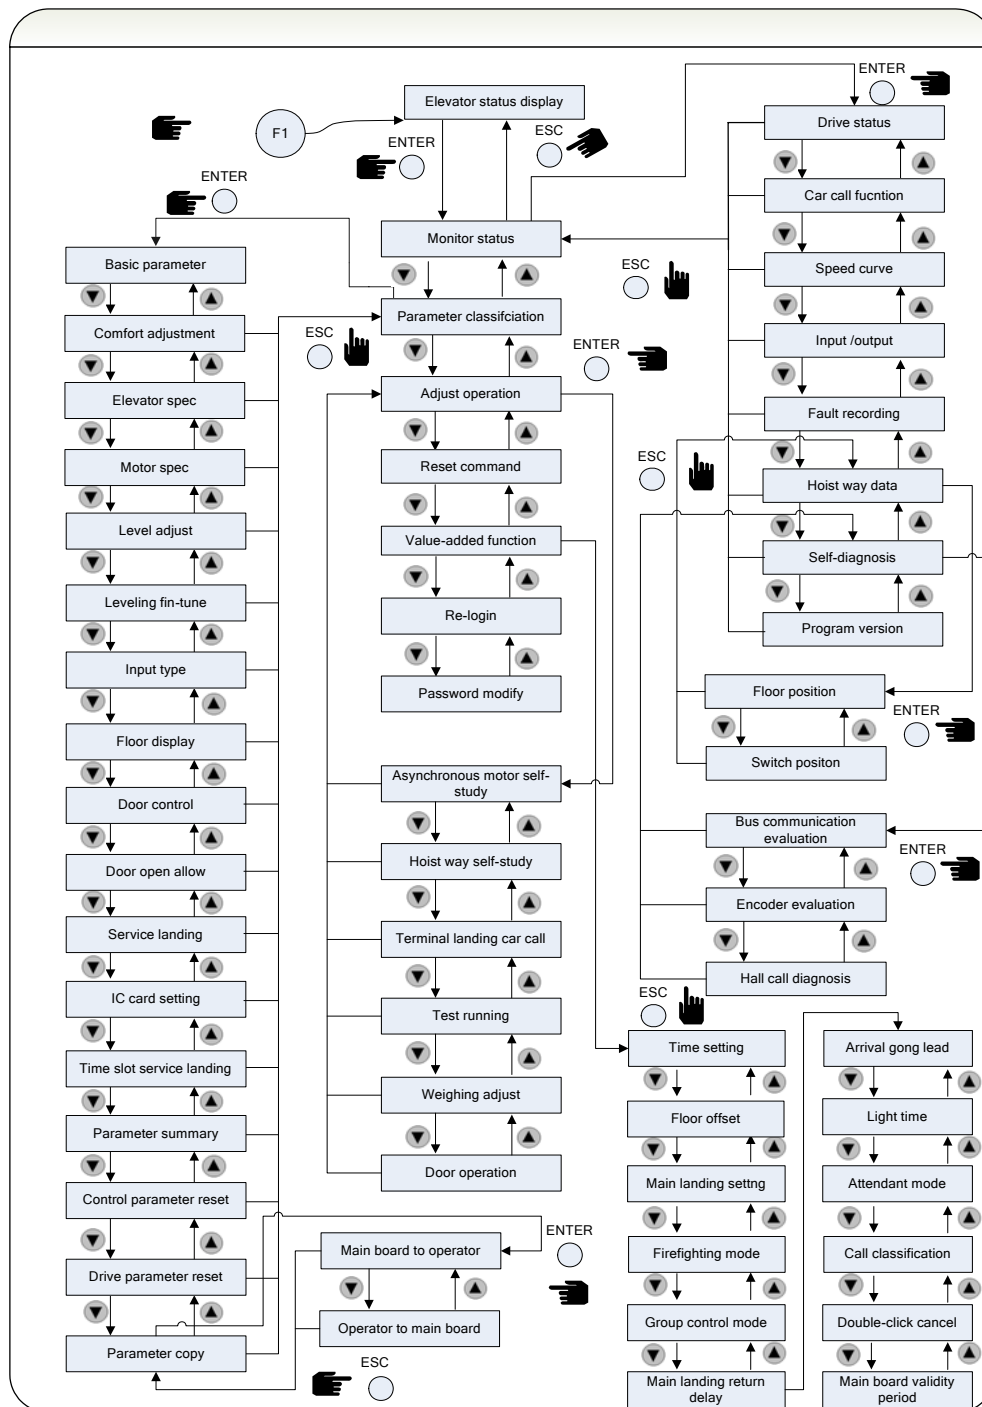 ENTER
Elevator status display
Drive status
F1
ENTER
ESC
ENTER
Car call fucntion
Monitor status
Basic parameter
ESC
Speed curve
Comfort adjustment
Parameter classifciation
ESC
ENTER
Input /output
Elevator spec
Adjust operation
Fault recording
Motor spec
Reset command
ESC
Hoist way data
Level adjust
Value-added function
Self-diagnosis
Leveling fin-tune
Re-login
Program version
Input type
Password modify
Floor position
ENTER
Floor display
Switch positon
Asynchronous motor self-
study
Door control
Bus communication
evaluation
ENTER
Door open allow
Hoist way self-study
Encoder evaluation
Service landing
Terminal landing car call
Hall call diagnosis
IC card setting
Test running
ESC
Time setting
Arrival gong lead
Time slot service landing
Weighing adjust
Floor offset
Light time
Parameter summary
Door operation
Main landing settng
Attendant mode
Control parameter reset
Main board to operator
ENTER
Firefighting mode
Call classification
Drive parameter reset
Operator to main board
Group control mode
Double-click cancel
Parameter copy
ESC
Main landing return
delay
Main board validity
period